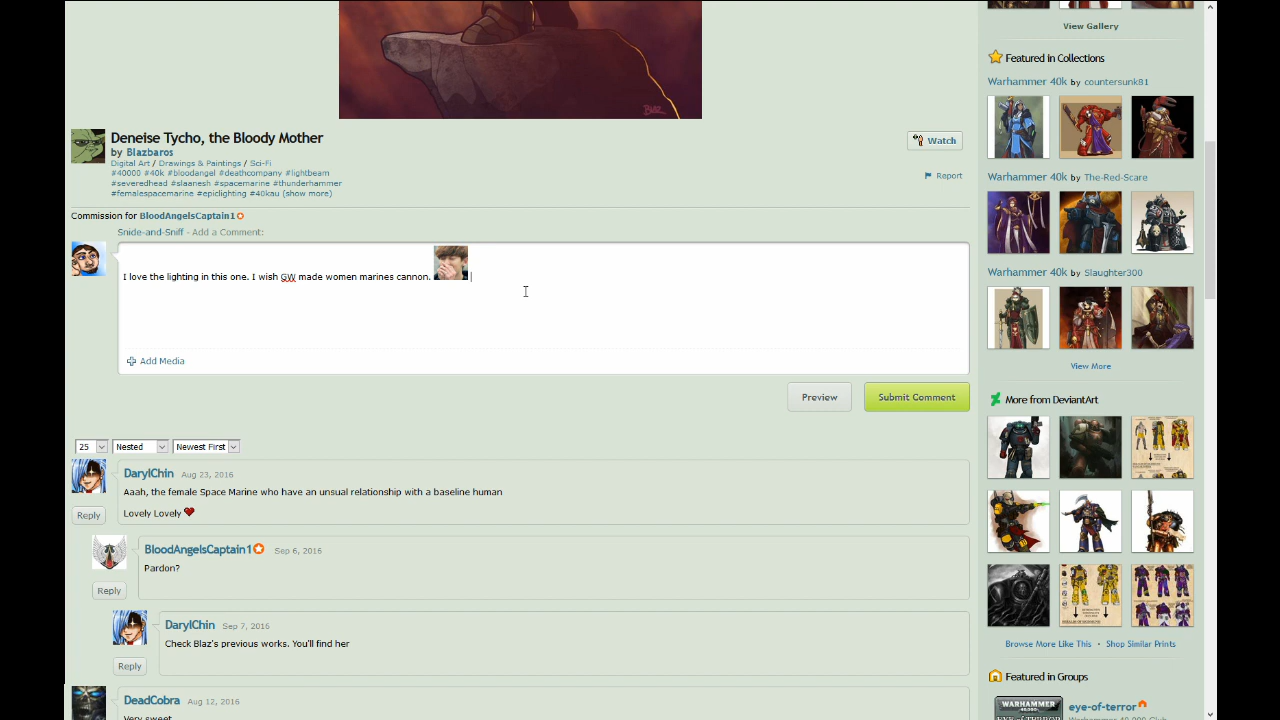 View Gallery
Featured in Collections
Warhammer 40k by countersunk81
Deneise Tycho, the Bloody Mother
by Blazbaros
Digital Art / Drawings & Paintings / Sci-Fi
#40000 #40k #bloodangel #deathcompany #lightbeam
#severedhead #slaanesh #spacemarine #thunderhammer
#femalespacemarine #epiclighting #40kau (show more)
Watch
Report
Warhammer 40k by The-Red-Scare
Commission for BloodAngelsCaptain1
Snide-and-Sniff - Add a Comment:
I love the lighting in this one. I wish GW made women marines cannon.
Warhammer 40k by Slaughter300
Add Media
View More
Preview
Submit Comment
More from DeviantArt
25
Nested
Newest First
DarylChin Aug 23, 2016
Aaah, the female Space Marine who have an unusual relationship with a baseline human
Lovely Lovely
Reply
BloodAngelsCaptain1 Sep 6, 2016
Pardon?
Reply
DarylChin Sep 7, 2016
Check Blaz's previous works. You'll find her
Reply
Browse More Like This • Shop Similar Prints
Featured in Groups
DeadCobra Aug 12, 2016
Very sweet
WARHAMMER
eye-of-terror
Warhammer 40,000 Club